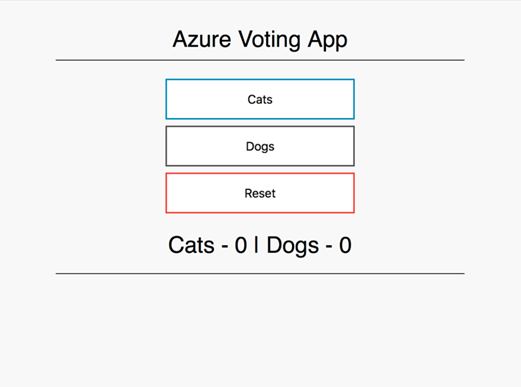 Azure Voting App
Cats
Dogs
Reset
Cats - 0 | Dogs - 0